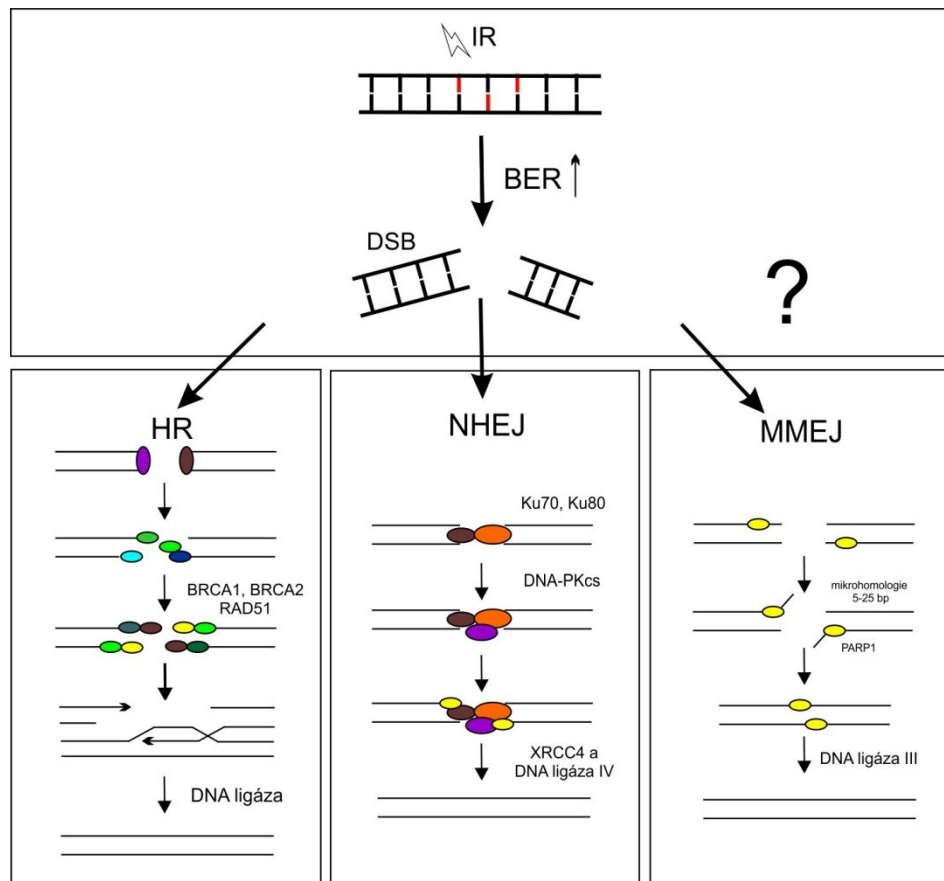 IR
BER
DSB
?
HR
BRCA1, BRCA2
RAD51
DNA ligáza
NHEJ
Ku70, Ku80
DNA-PKcs
XRCC4 a
DNA ligáza IV
MMEJ
mikrohomologie
5-25 bp
PARP1
DNA ligáza III